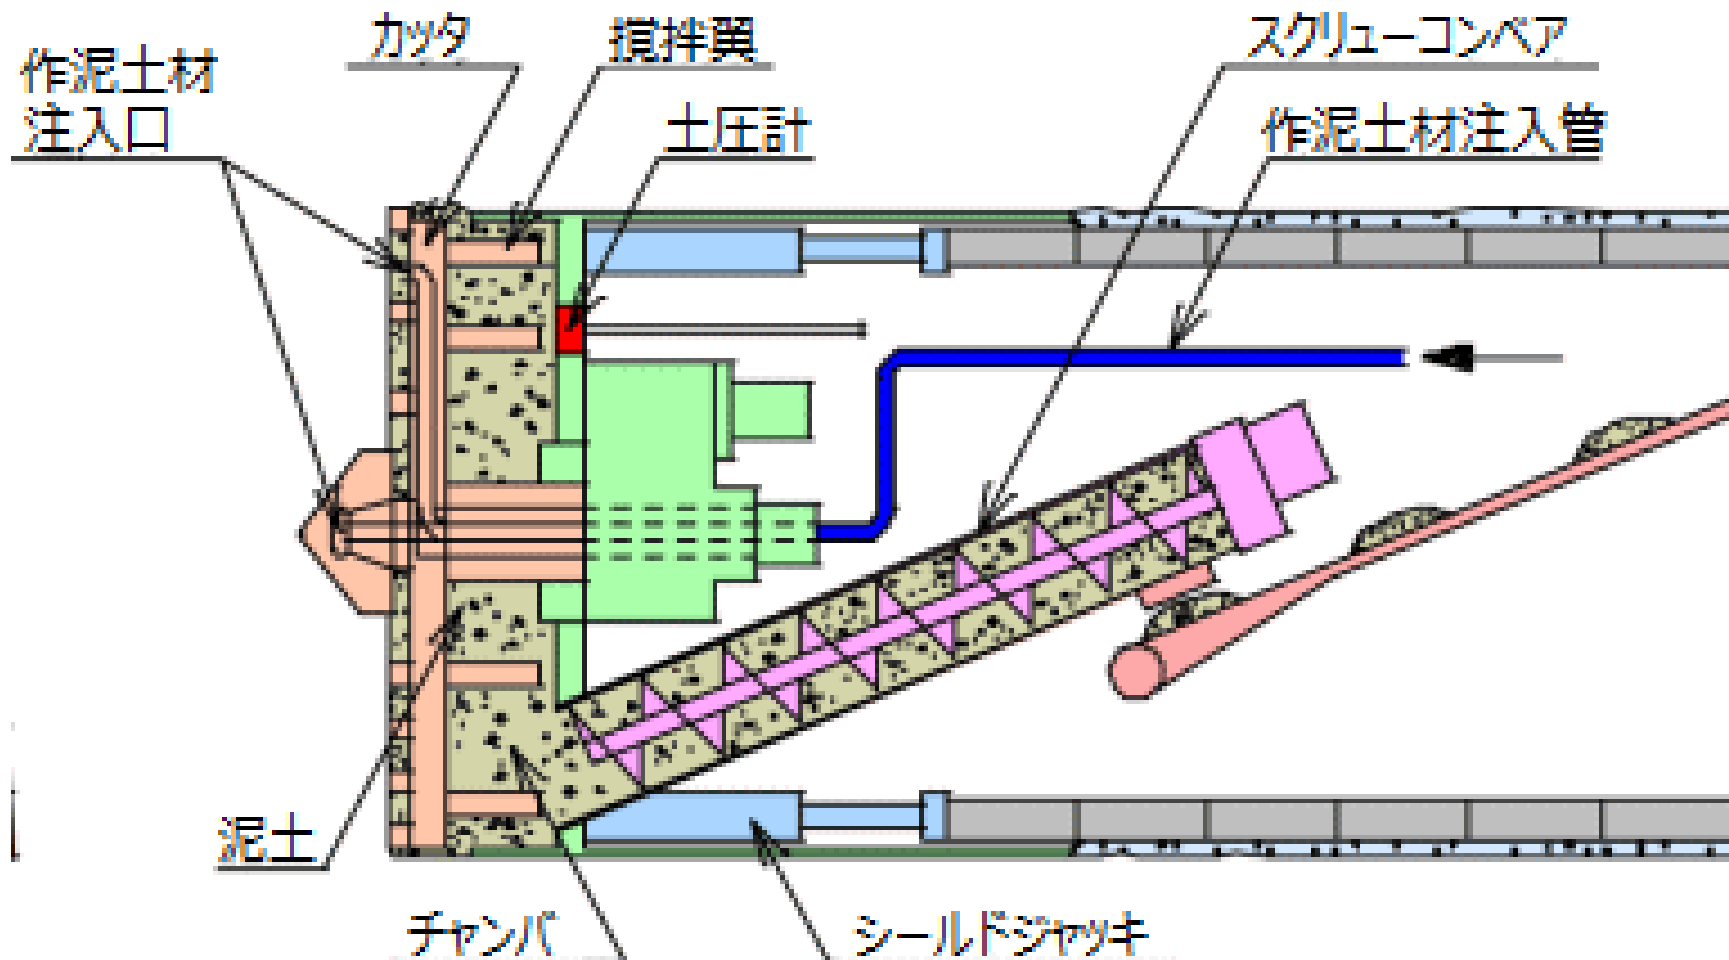 カッタ
攪拌翼
スクリューコンベア
作泥土材
注入口
土圧計
作泥土材注入管
泥土
チャンバ
シールドジャッキ